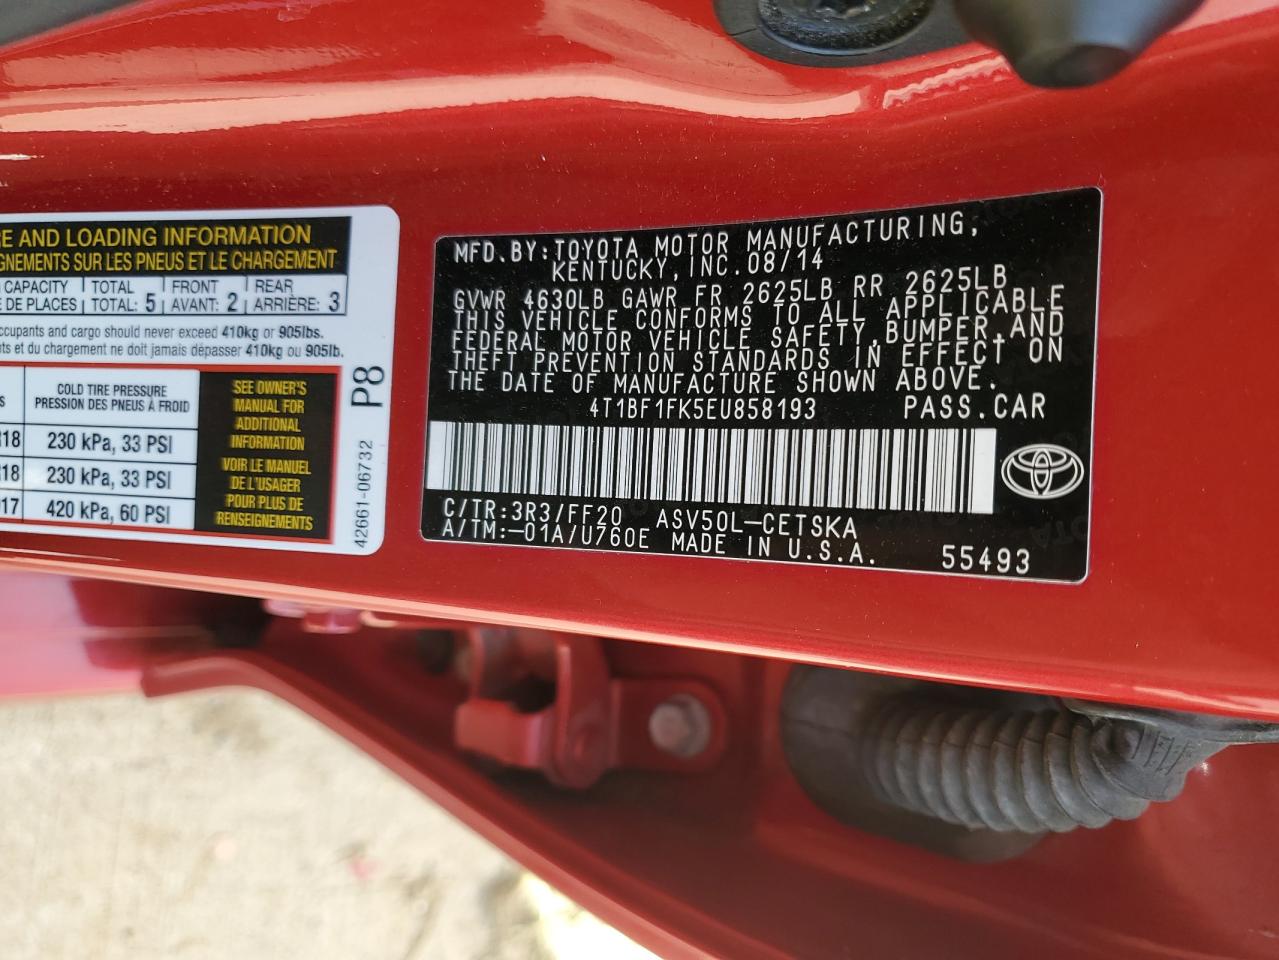 RE AND LOADING INFORMATION
GNEMENTS SUR LES PNEUS ET LE CHARGEMENT
CAPACITY TOTAL FRONT REAR
DE PLACES TOTAL: 5 AVANT: 2 ARRIÈRE: 3
ccupants and cargo should never exceed 410kg or 905lbs.
ts et du chargement ne doit jamais dépasser 410kg ou 905lb.
COLD TIRE PRESSURE
PRESSION DES PNEUS À FROID
R18 230 kPa, 33 PSI
R18 230 kPa, 33 PSI
017 420 kPa, 60 PSI
SEE OWNER'S
MANUAL FOR
ADDITIONAL
INFORMATION
VOIR LE MANUEL
DE L'USAGER
POUR PLUS DE
RENSEIGNEMENTS
P8
42661-06732
MFD. BY: TOYOTA MOTOR MANUFACTURING,
KENTUCKY, INC. 08/14
GVWR 4630LB GAWR FR 2625LB RR 2625LB
THIS VEHICLE CONFORMS TO ALL APPLICABLE
FEDERAL MOTOR VEHICLE SAFETY, BUMPER, AND
THEFT PREVENTION STANDARDS IN EFFECT ON
THE DATE OF MANUFACTURE SHOWN ABOVE.
4T1BF1FK5EU858193 PASS. CAR
C/TR: 3R3/FF20 ASV50L-CETSKA
A/TM: -01A/U760E MADE IN U.S.A. 55493